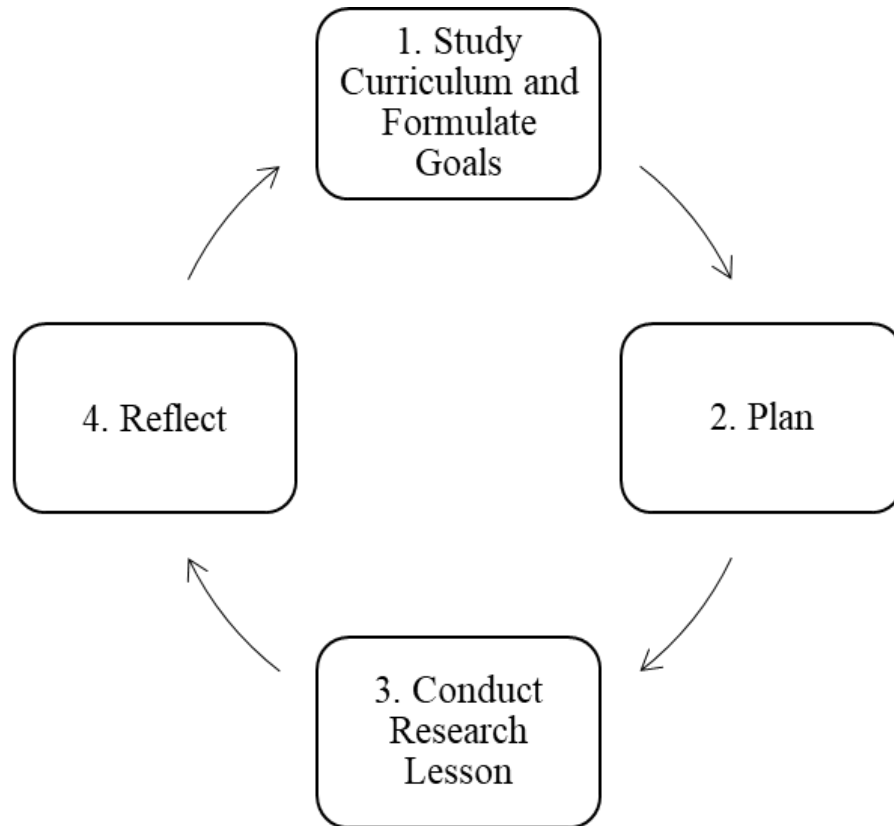 1. Study
Curriculum and
Formulate
Goals
2. Plan
3. Conduct
Research
Lesson
4. Reflect